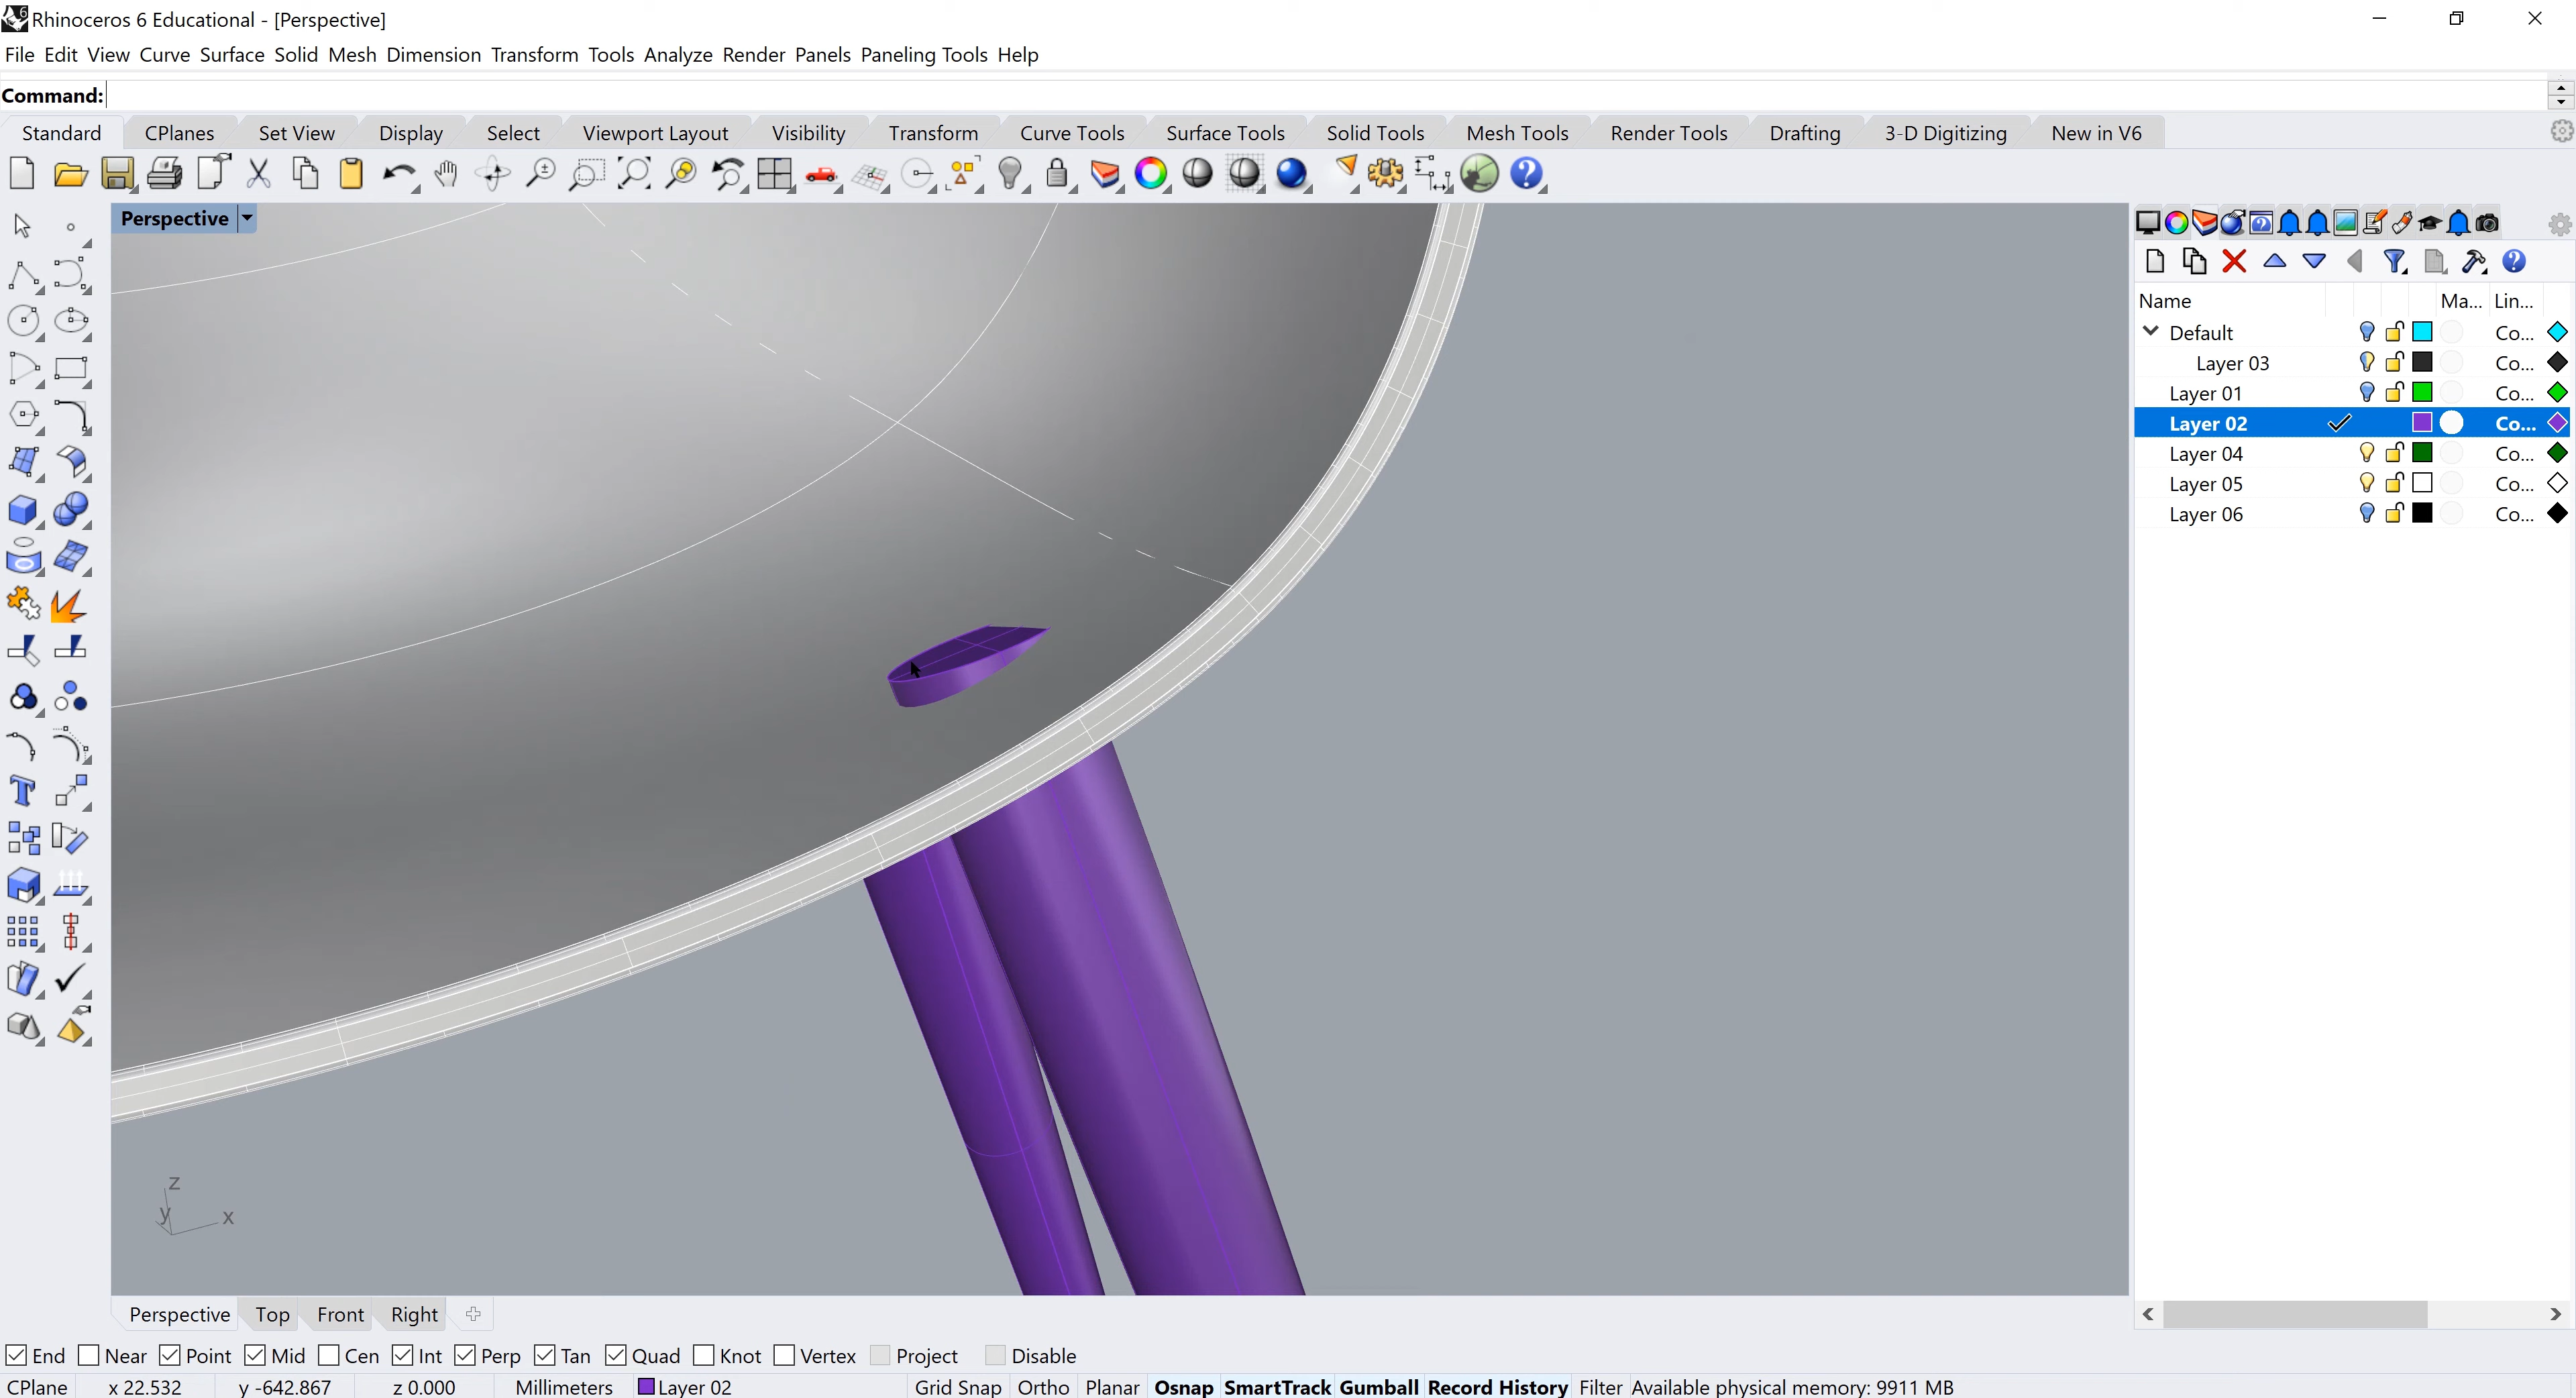 Rhinoceros 6 Educational - [Perspective]
File Edit View Curve Surface Solid Mesh Dimension Transform Tools Analyze Render Panels Paneling Tools Help
Command:
Standard CPlanes Set View Display Select Viewport Layout Visibility Transform Curve Tools Surface Tools Solid Tools Mesh Tools Render Tools Drafting 3-D Digitizing New in V6
Perspective
Name Ma... Lin...
Default Co...
Layer 03 Co...
Layer 01 Co...
Layer 02 Co...
Layer 04 Co...
Layer 05 Co...
Layer 06 Co...
z
y x
Perspective Top Front Right
End Near Point Mid Cen Int Perp Tan Quad Knot Vertex Project Disable
CPlane x 22.532 y -642.867 z 0.000 Millimeters Layer 02 Grid Snap Ortho Planar Osnap SmartTrack Gumball Record History Filter Available physical memory: 9911 MB